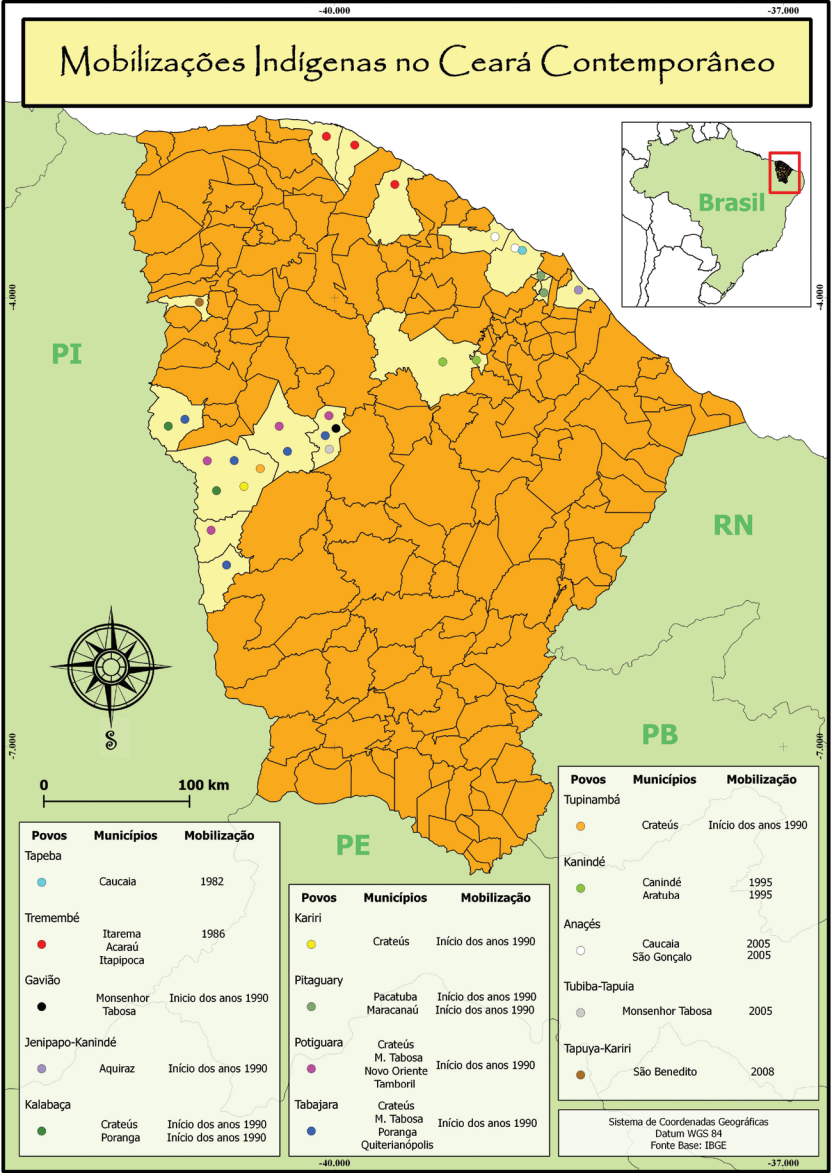 -40.000
-37.000
Mobilizações Indígenas no Ceará Contemporâneo
Brasil
-4.000
-4.000
PI
RN
PB
PE
S
-7.000
-7.000
0 100 km
Povos Municípios Mobilização
Tapeba
Caucaia 1982
Tremembé
Itarema 1986
Acaraú
Itapipoca
Gavião
Monsenhor Inicio dos anos 1990
Tabosa
Jenipapo-Kanindé
Aquiraz Início dos anos 1990
Kalabaça
Crateús Início dos anos 1990
Poranga Início dos anos 1990
Povos Municípios Mobilização
Kariri
Crateús Início dos anos 1990
Pitaguary
Pacatuba Início dos anos 1990
Maracanaú Início dos anos 1990
Potiguara
Crateús
M. Tabosa Início dos anos 1990
Novo Oriente
Tamboril
Tabajara
Crateús
M. Tabosa Início dos anos 1990
Poranga
Quiterianópolis
Povos Municípios Mobilização
Tupinambá
Crateús Início dos anos 1990
Kanindé
Canindé 1995
Aratuba 1995
Anaçés
Caucaia 2005
São Gonçalo 2005
Tubiba-Tapuia
Monsenhor Tabosa 2005
Tapuya-Kariri
São Benedito 2008
Sistema de Coordenadas Geográficas
Datum WGS 84
Fonte Base: IBGE
-40.000
-37.000